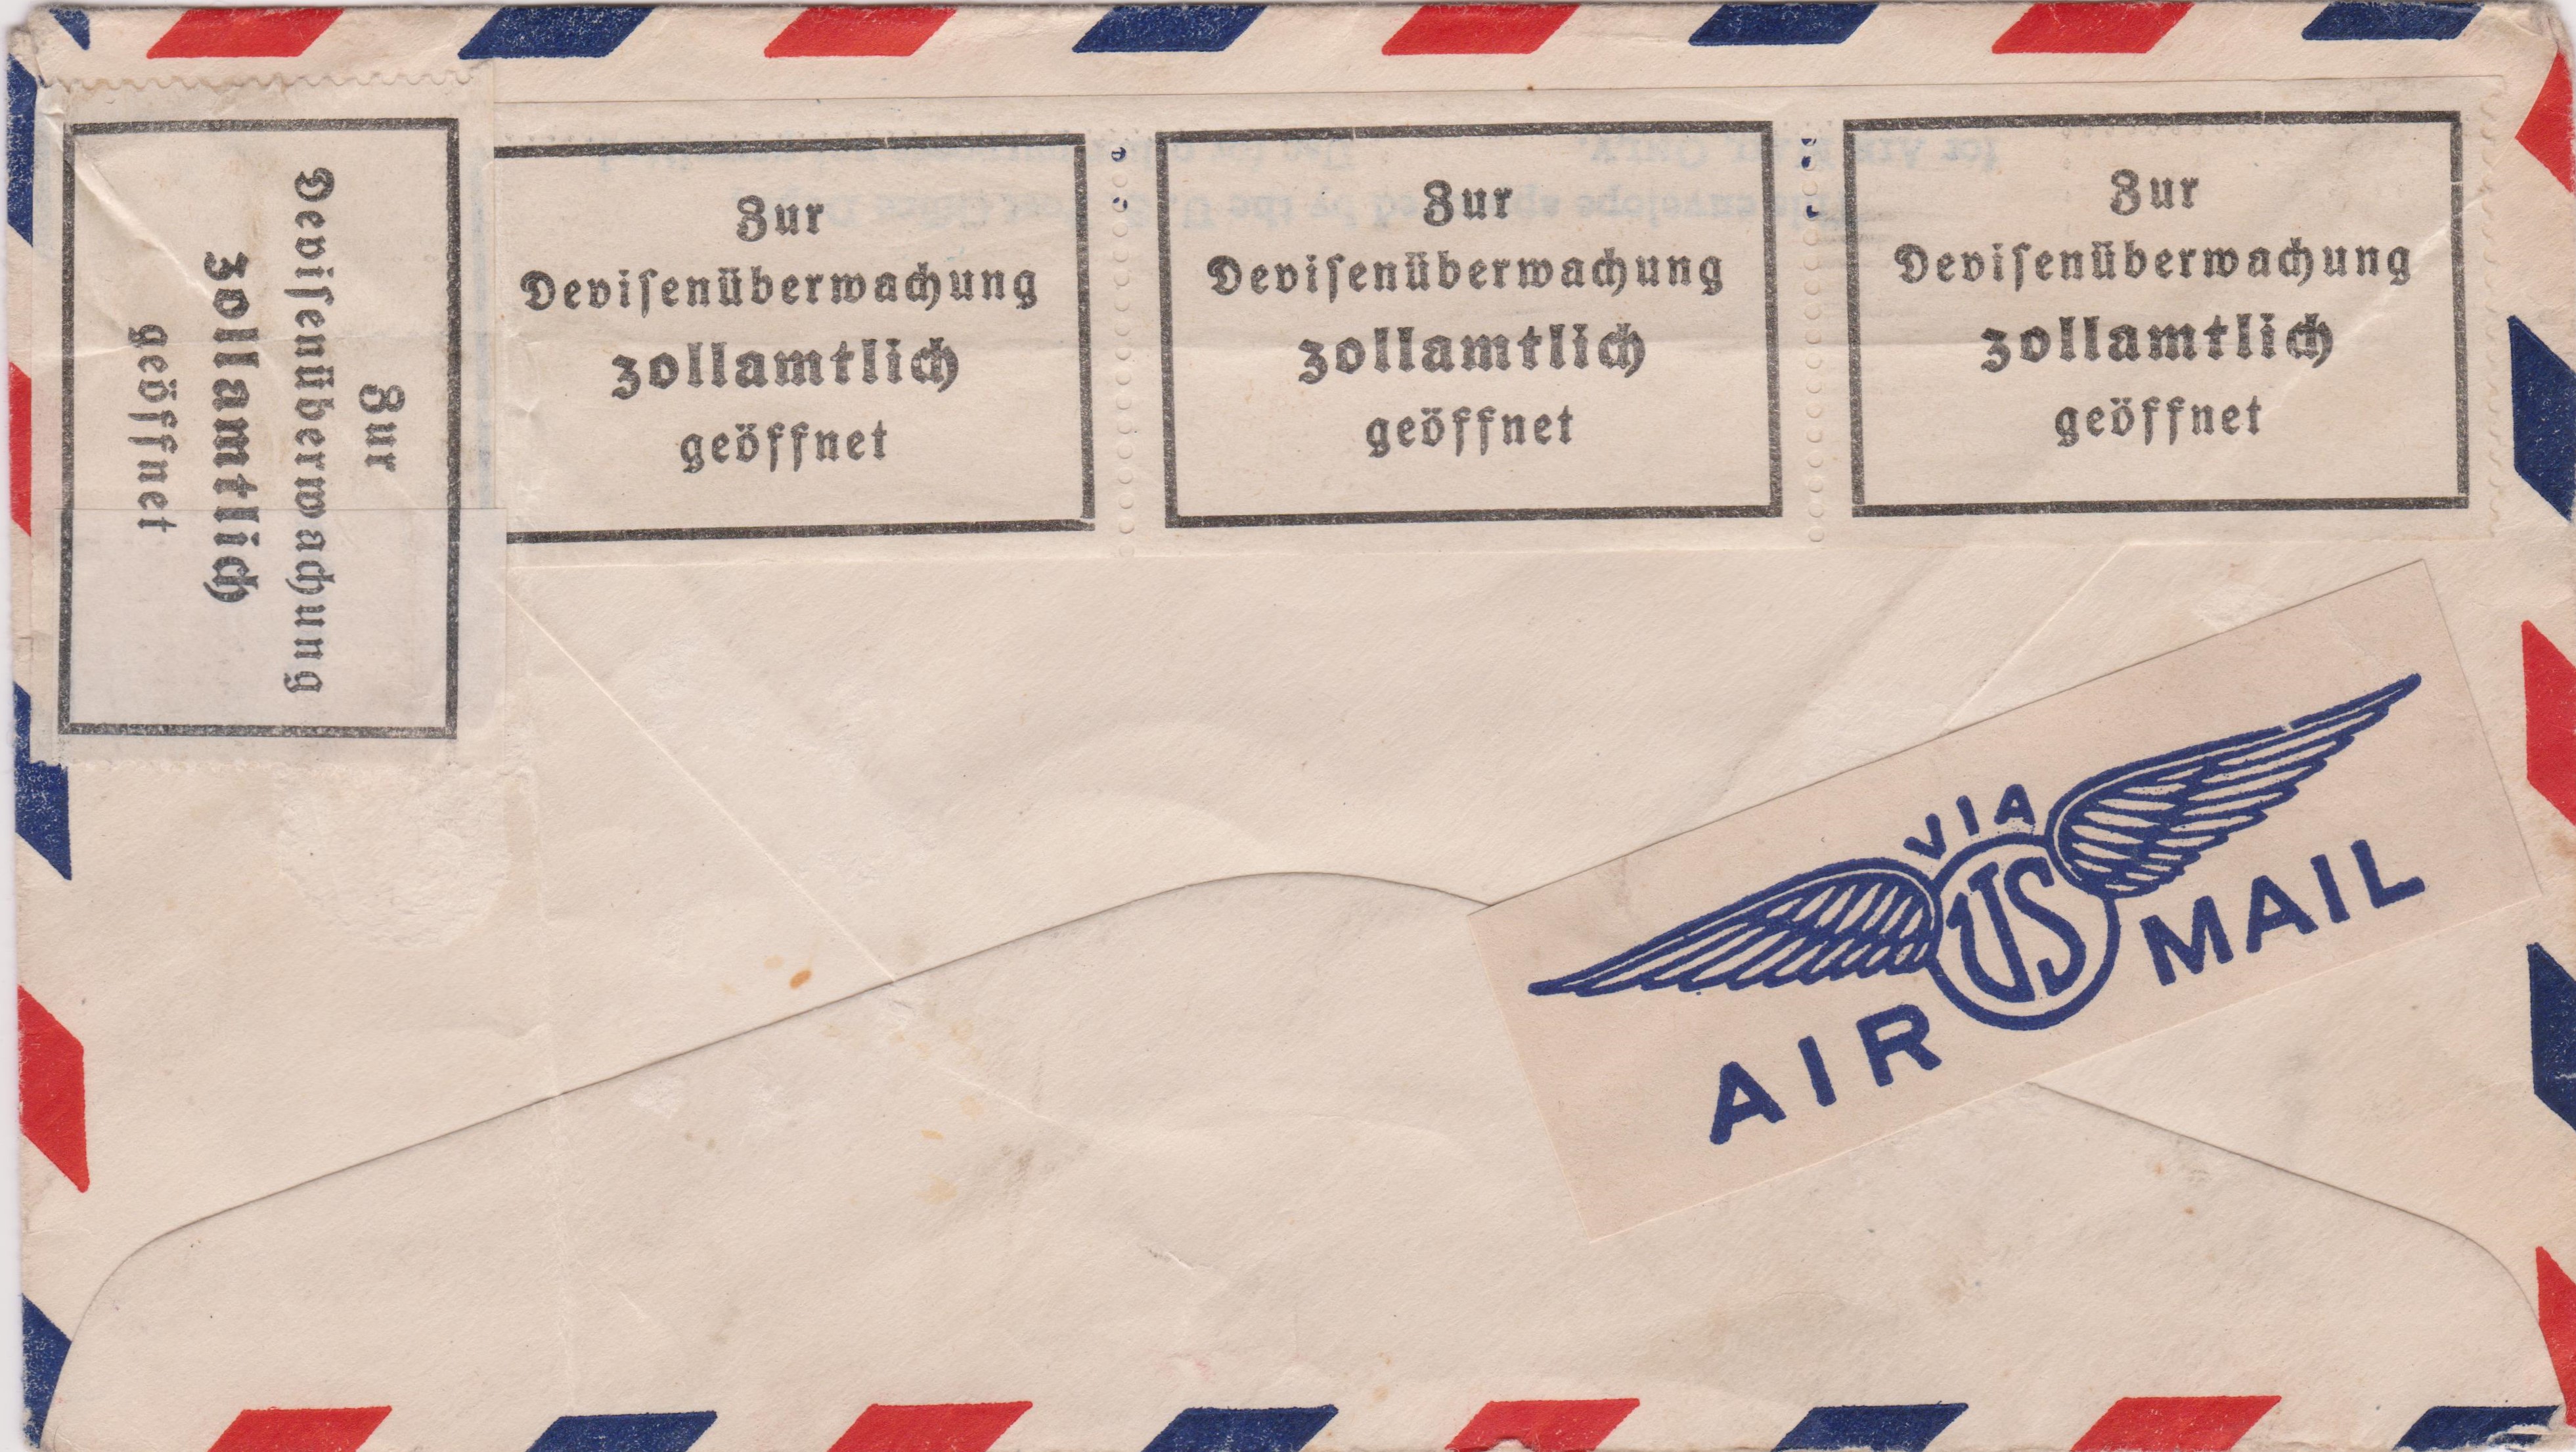 Zur
Deviſenüberwachung
zollamtlich
geöffnet
Zur
Deviſenüberwachung
zollamtlich
geöffnet
Zur
Deviſenüberwachung
zollamtlich
geöffnet
Zur
Deviſenüberwachung
zollamtlich
geöffnet
VIA
US
AIR MAIL